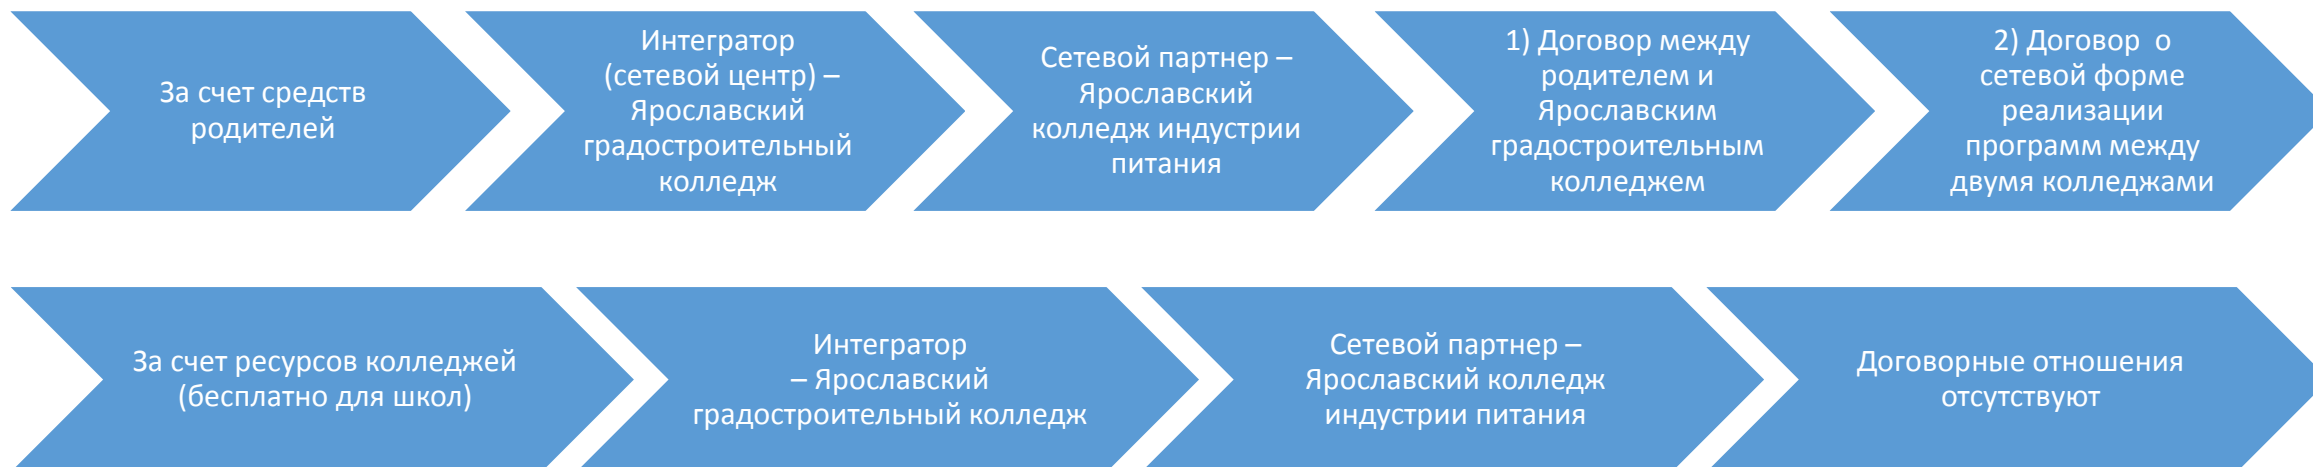 За счет средств
родителей
Интегратор
(сетевой центр) –
Ярославский
градостроительный
колледж
Сетевой партнер –
Ярославский
колледж индустрии
питания
1) Договор между
родителем и
Ярославским
градостроительным
колледжем
2) Договор о
сетевой форме
реализации
программ между
двумя колледжами
За счет ресурсов колледжей
(бесплатно для школ)
Интегратор
– Ярославский
градостроительный колледж
Сетевой партнер –
Ярославский колледж
индустрии питания
Договорные отношения
отсутствуют